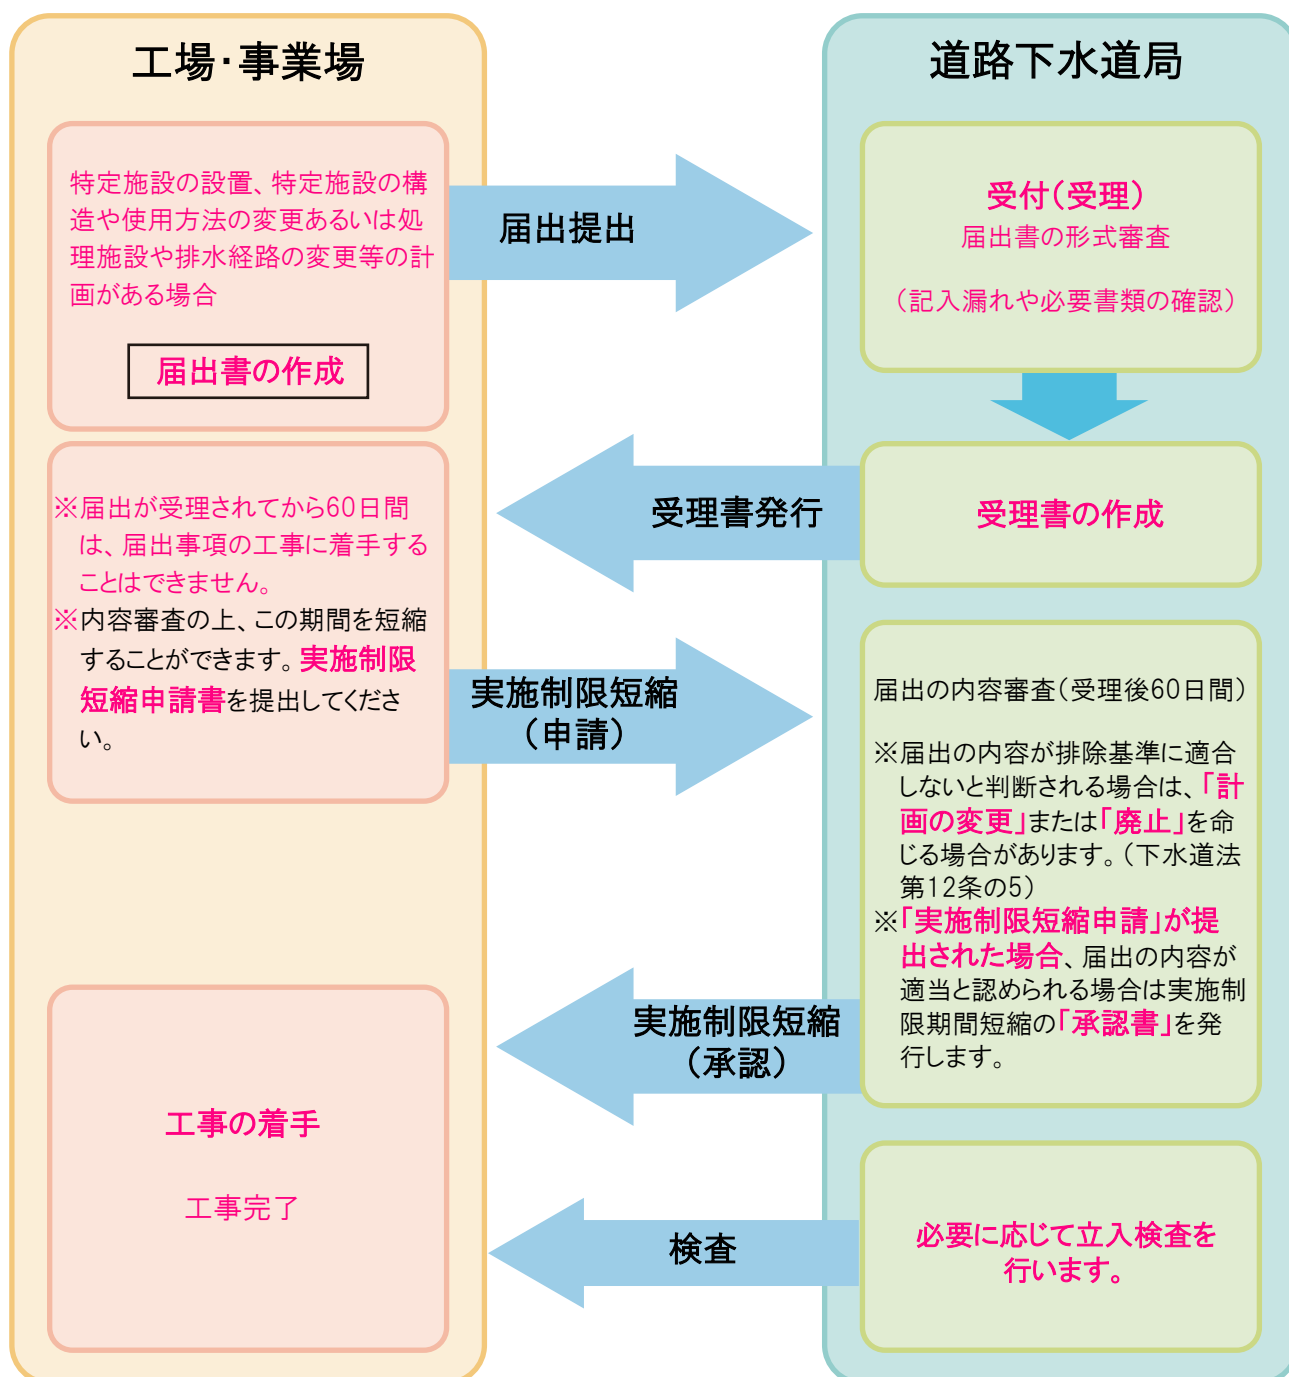 工場・事業場
道路下水道局
特定施設の設置、特定施設の構
造や使用方法の変更あるいは処
理施設や排水経路の変更等の計
画がある場合
届出書の作成
届出提出
受付（受理）
届出書の形式審査
（記入漏れや必要書類の確認）
受理書の作成
受理書発行
※届出が受理されてから60日間
は、届出事項の工事に着手する
ことはできません。
※内容審査の上、この期間を短縮
することができます。実施制限
短縮申請書を提出してくださ
い。
実施制限短縮
（申請）
届出の内容審査（受理後60日間）
※届出の内容が排除基準に適合
しないと判断される場合は、「計
画の変更」または「廃止」を命
じる場合があります。（下水道法
第12条の5）
※「実施制限短縮申請」が提
出された場合、届出の内容が
適当と認められる場合は実施制
限期間短縮の「承認書」を発
行します。
実施制限短縮
（承認）
工事の着手
工事完了
検査
必要に応じて立入検査を
行います。